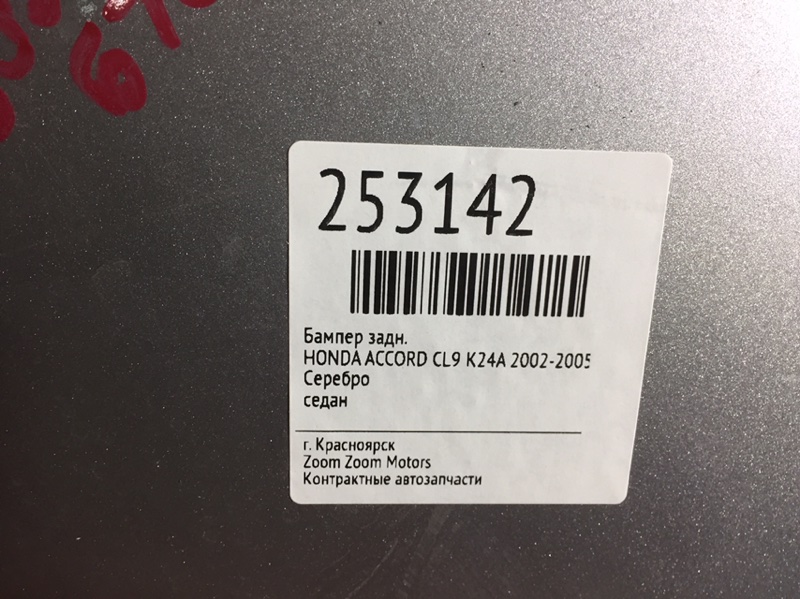 253142
Бампер задн.
HONDA ACCORD CL9 K24A 2002-2005
Серебро
седан
г. Красноярск
Zoom Zoom Motors
Контрактные автозапчасти